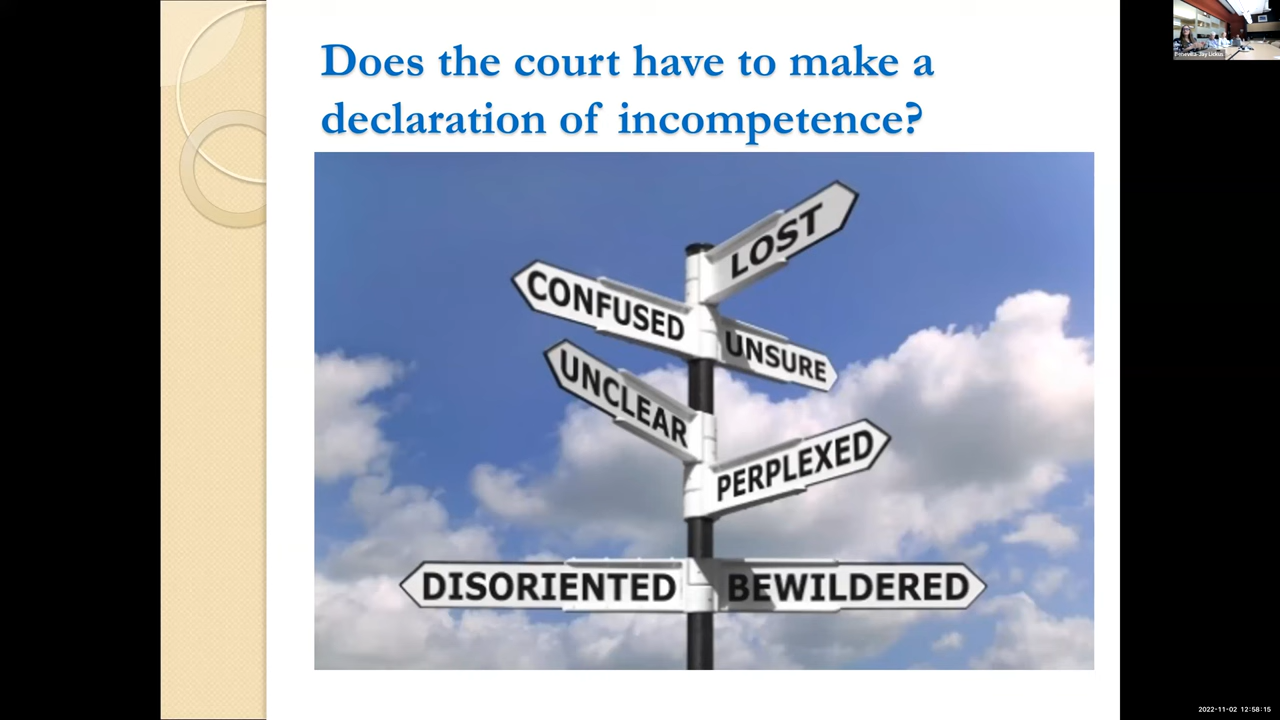 Does the court have to make a
declaration of incompetence?
LOST
CONFUSED
UNSURE
UNCLEAR
PERPLEXED
DISORIENTED
BEWILDERED
2022-11-02 12:58:15